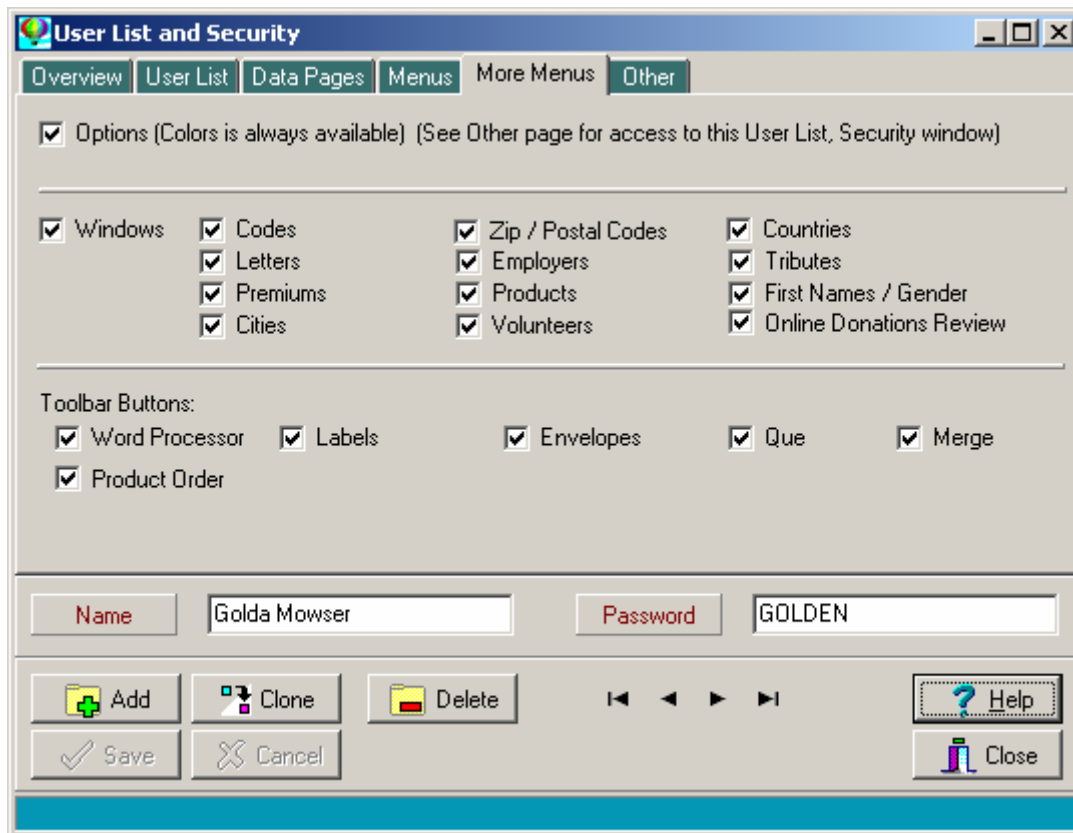 User List and Security
Overview User List Data Pages Menus More Menus Other
Options (Colors is always available) (See Other page for access to this User List, Security window)
Windows Codes Zip / Postal Codes Countries
Letters Employers Tributes
Premiums Products First Names / Gender
Cities Volunteers Online Donations Review
Toolbar Buttons:
Word Processor Labels Envelopes Que Merge
Product Order
Name Golda Mowser Password GOLDEN
Add Clone Delete Help
Save Cancel Close